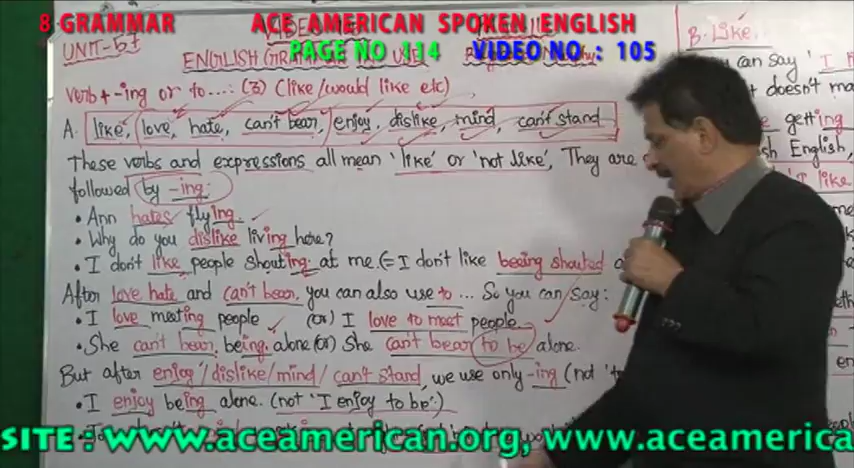 8 GRAMMAR ACE AMERICAN SPOKEN ENGLISH
PAGE NO 114 VIDEO NO : 105
UNIT-57
ENGLISH GRAMMAR IN USE
Verb+-ing or to...: (3) (like/would like etc)
A. like, love, hate, can't bear, enjoy, dislike, mind, can't stand
These verbs and expressions all mean 'like' or 'not like', They are
followed by -ing:
• Ann hates flying.
• Why do you dislike living here?
• I don't like people shouting at me.(= I don't like being shouted
After love hate and can't bear, you can also use to ... So you can say:
• I love meeting people (or) I love to meet people.
• She can't bear being alone (or) She can't bear to be alone.
But after enjoy/dislike/mind/can't stand, we use only -ing (not 't
• I enjoy being alone. (not 'I enjoy to be')
B. Like
you can say 'I
t doesn't ma
getting
sh English,
I like
SITE : www.aceamerican.org, www.aceamerica